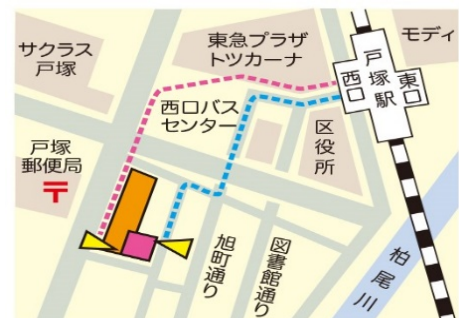 サクラス
戸塚
東急プラザ
トツカーナ
モディ
戸塚駅
西口
東口
西口バス
センター
区役所
戸塚
郵便局
〒
旭町通り
図書館通り
柏尾川